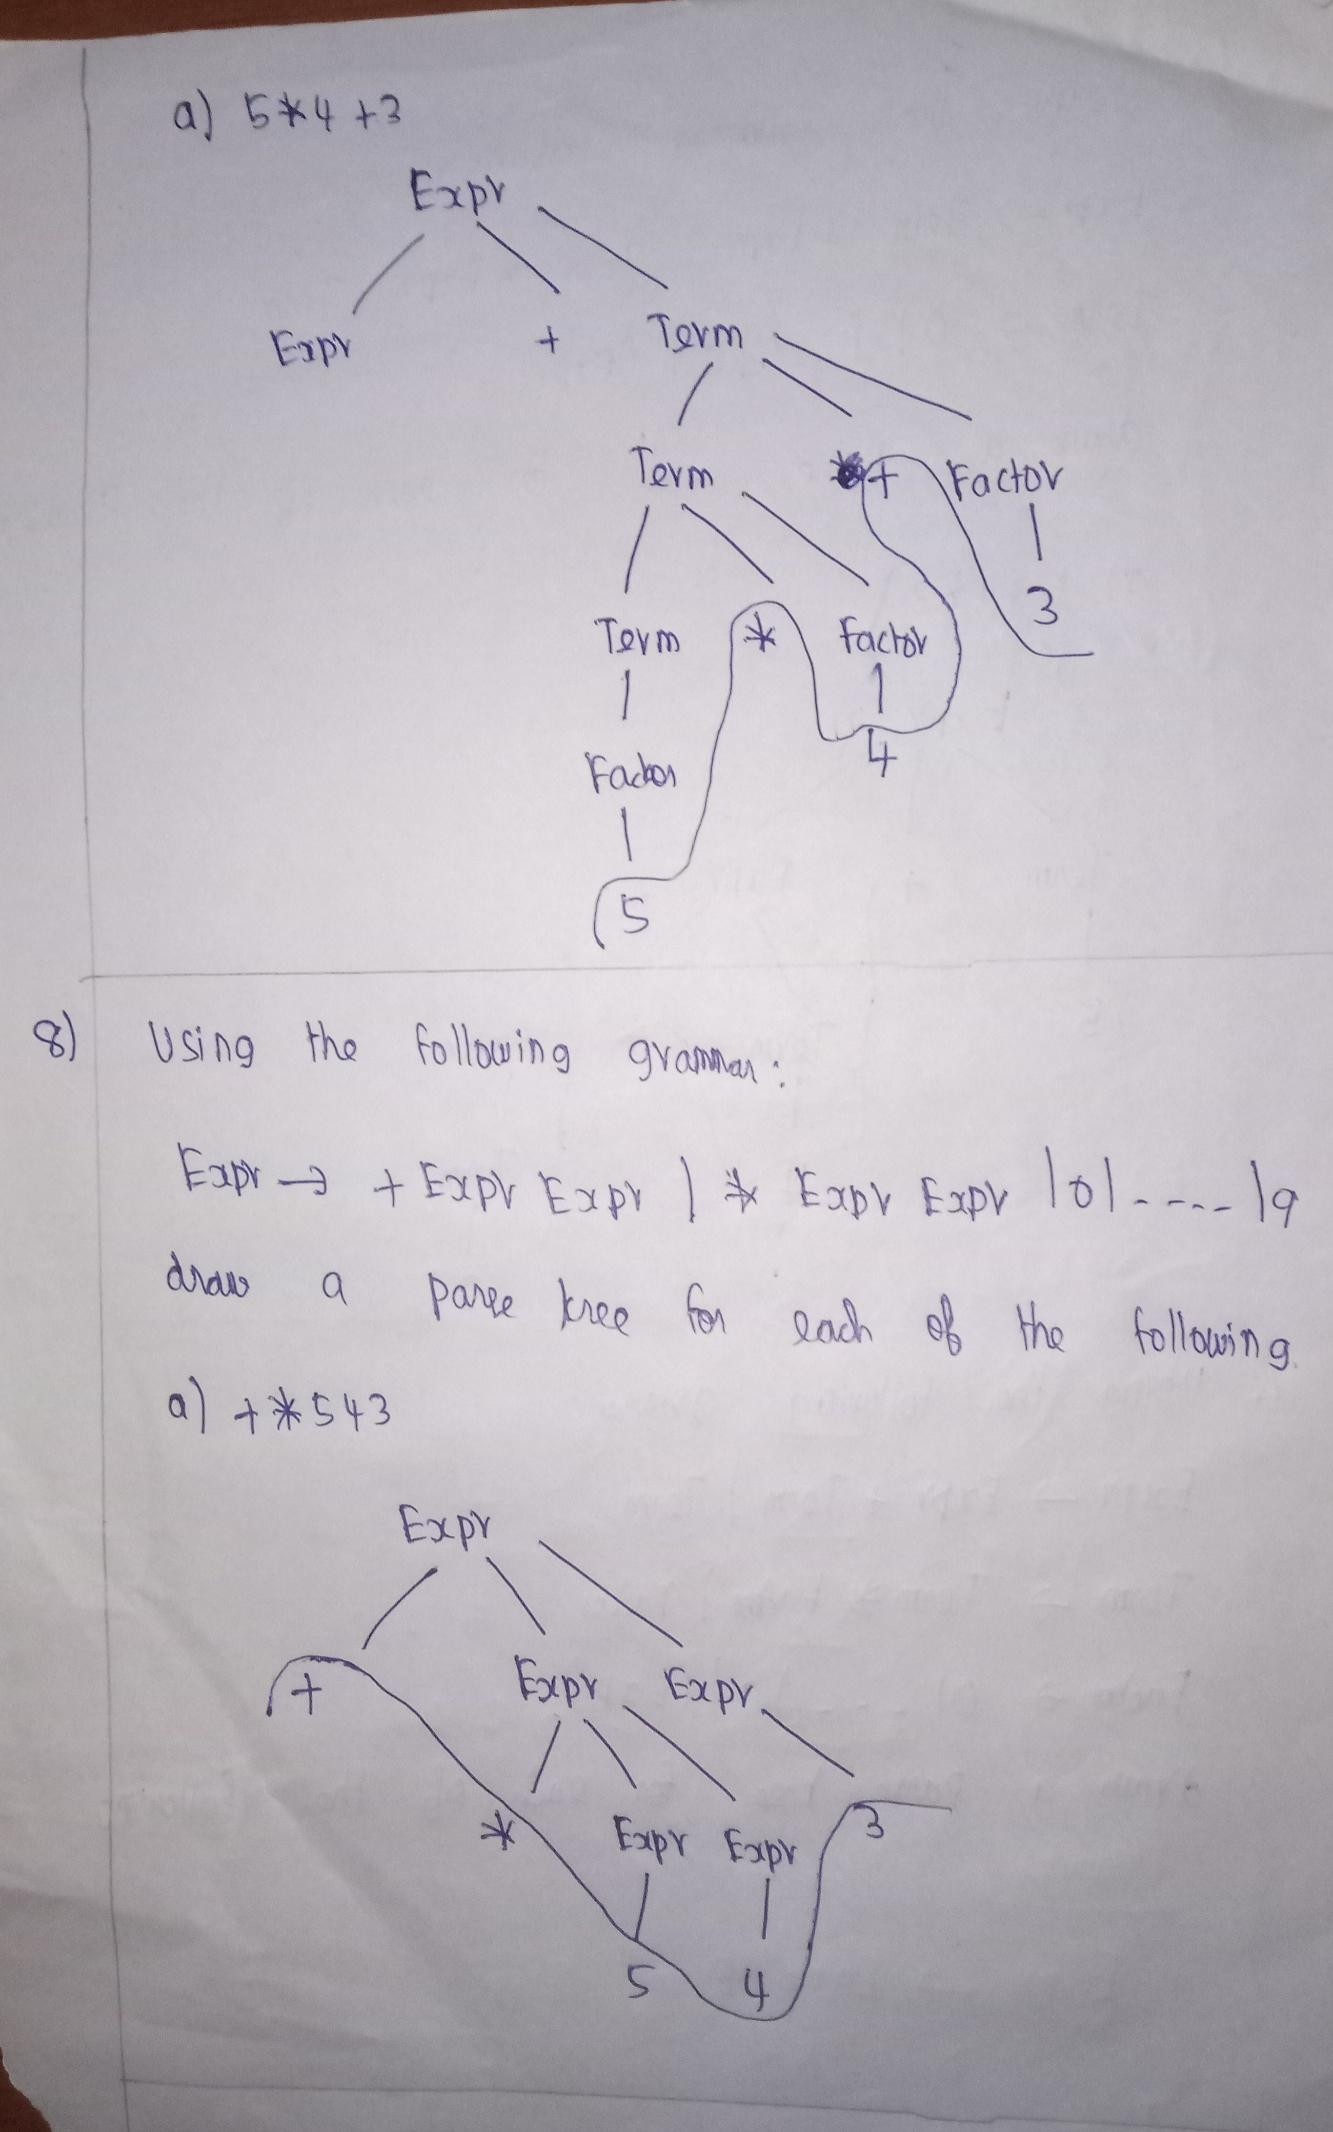 a) 5*4+3
Expr
Expr + Term
Term + Factor
3
Term * Factor
4
Factor
5
8) Using the following grammar:
Expr → + Expr Expr | * Expr Expr |0|----|9
draw a parse tree for each of the following
a) +*543
Expr
+ Expr Expr
* Expr Expr 3
5 4